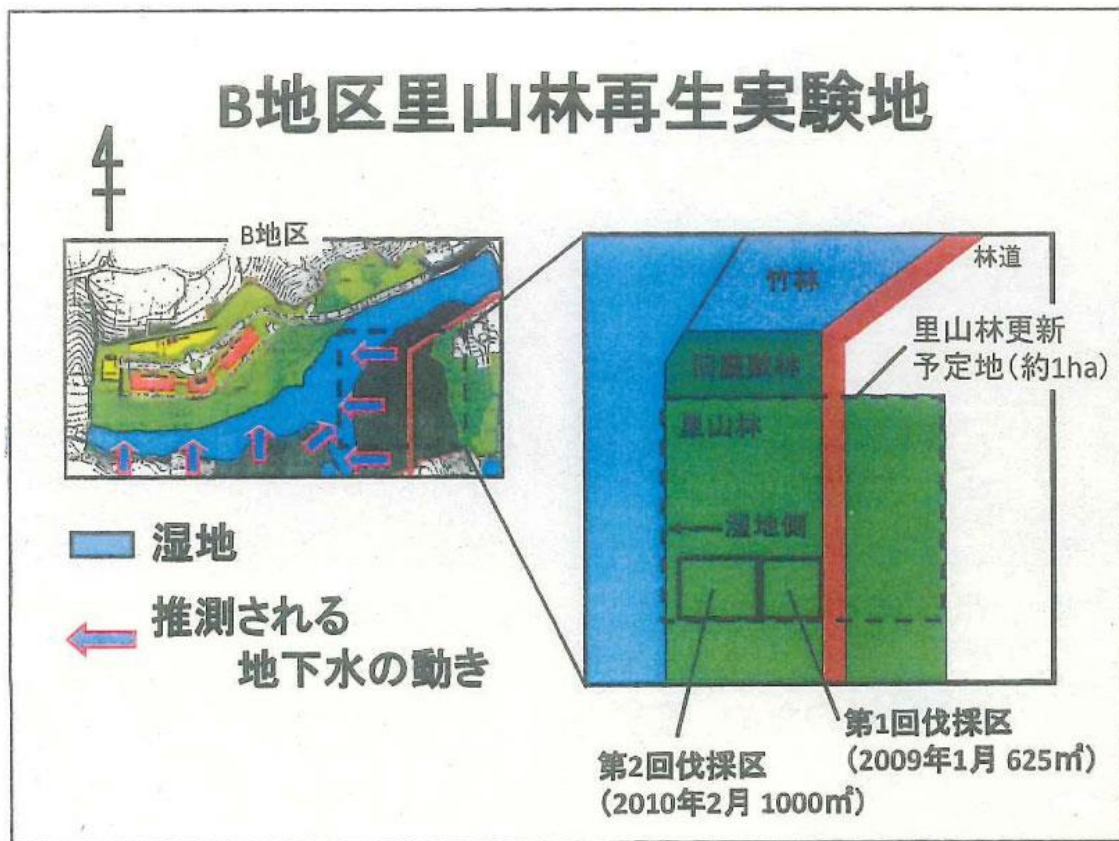 B地区里山林再生実験地
B地区
湿地
推測される
地下水の動き
竹林
林道
旧屋敷林
里山林更新
予定地(約1ha)
里山林
湿地側
第1回伐採区
(2009年1月 625㎡)
第2回伐採区
(2010年2月 1000㎡)